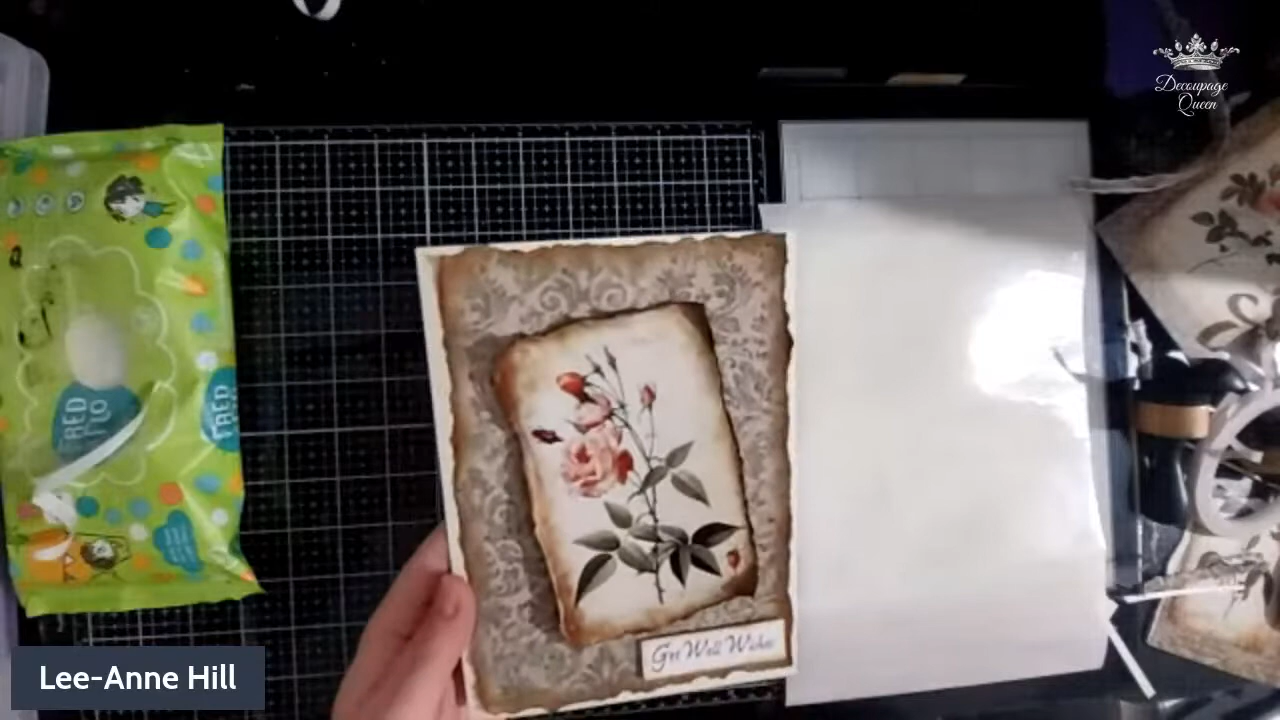 Decoupage
Queen
FRED
FLO
FRED
Get Well Wishes
Lee-Anne Hill